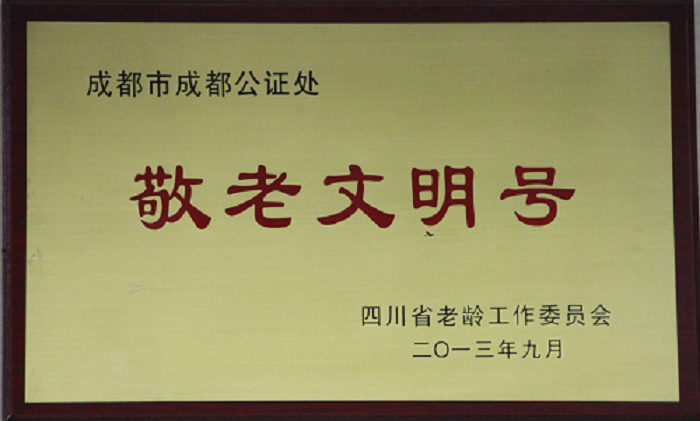 成都市成都公证处
敬老文明号
四川省老龄工作委员会
二〇一三年九月